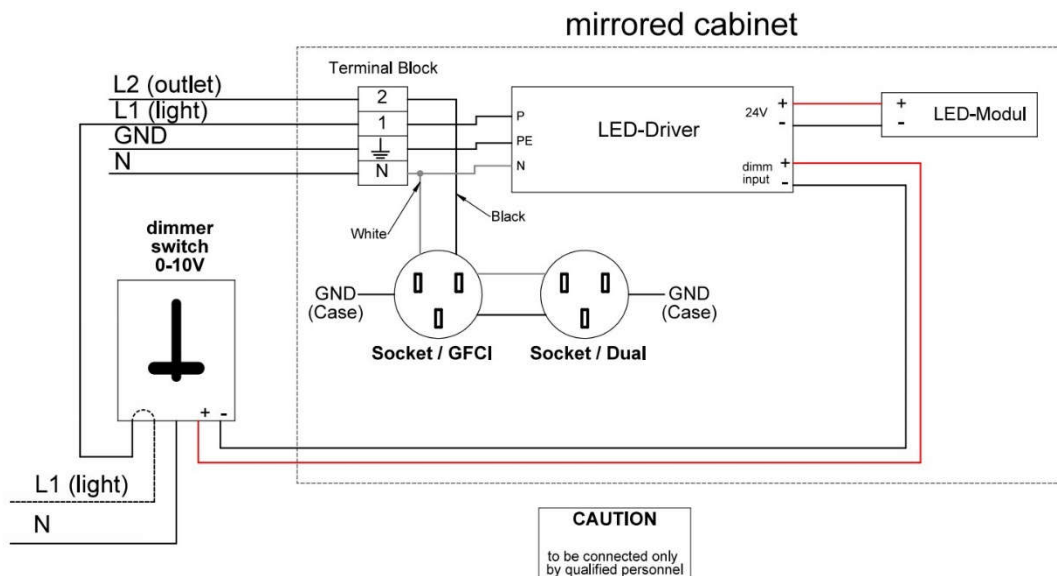 mirrored cabinet
Terminal Block
L2 (outlet)
L1 (light)
GND
N
2
1
N
P
PE
N
LED-Driver
24V
+
-
+
-
LED-Modul
dimm
input
+
-
White
Black
dimmer
switch
0-10V
GND
(Case)
GND
(Case)
Socket / GFCI
Socket / Dual
+ -
L1 (light)
N
CAUTION
to be connected only
by qualified personnel